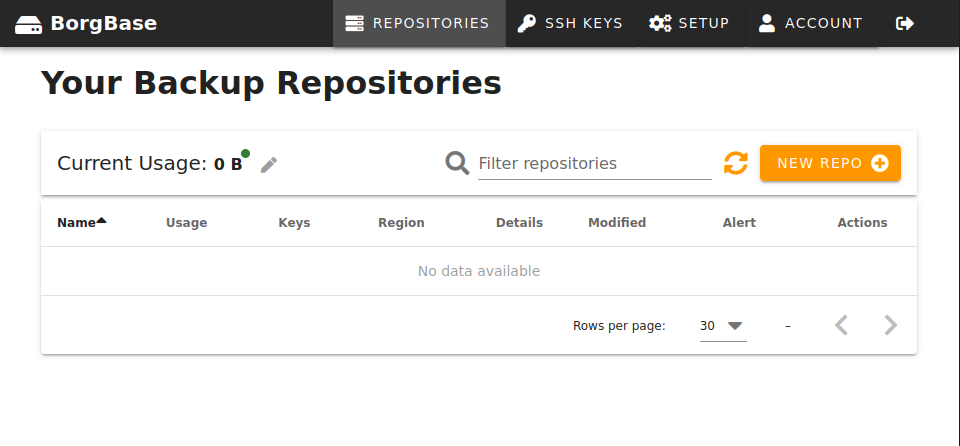 BorgBase
REPOSITORIES
SSH KEYS
SETUP
ACCOUNT
Your Backup Repositories
Current Usage: 0 B
Filter repositories
NEW REPO
Name Usage Keys Region Details Modified Alert Actions
No data available
Rows per page: 30 –